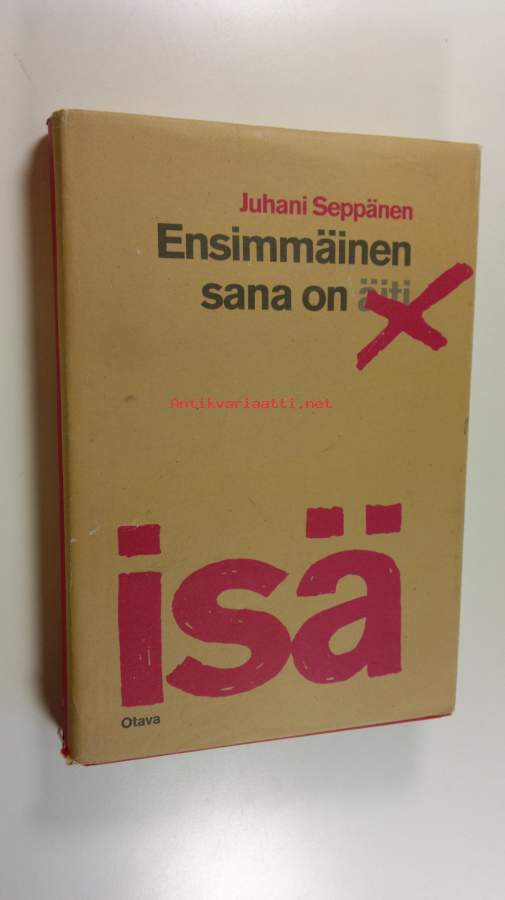 Juhani Seppänen
Ensimmäinen
sana on äiti
Antikvariaatti.net
isä
Otava